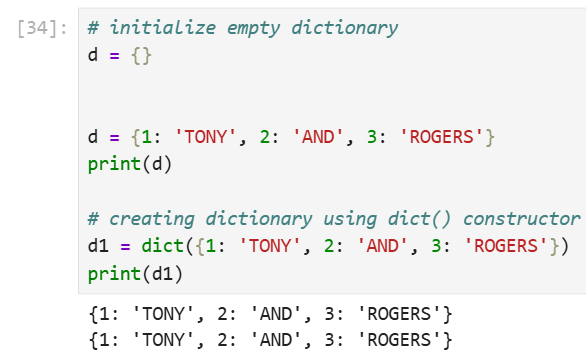 [34]: # initialize empty dictionary
d = {}
d = {1: 'TONY', 2: 'AND', 3: 'ROGERS'}
print(d)
# creating dictionary using dict() constructor
d1 = dict({1: 'TONY', 2: 'AND', 3: 'ROGERS'})
print(d1)
{1: 'TONY', 2: 'AND', 3: 'ROGERS'}
{1: 'TONY', 2: 'AND', 3: 'ROGERS'}